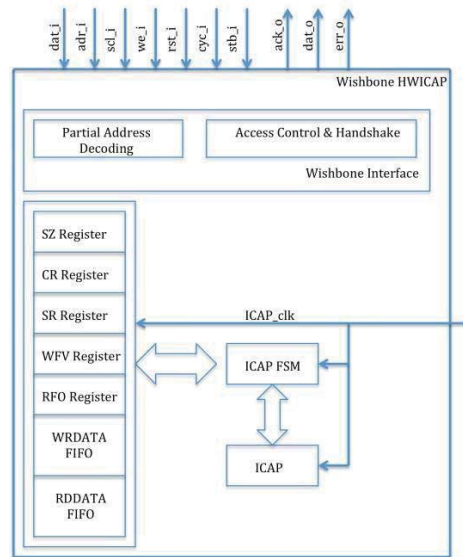 dat_i
adr_i
scl_i
we_i
rst_i
cyc_i
stb_i
ack_o
dat_o
err_o
Wishbone HWICAP
Partial Address
Decoding
Access Control & Handshake
Wishbone Interface
SZ Register
CR Register
SR Register
WFV Register
RFO Register
WRDATA
FIFO
RDDATA
FIFO
ICAP_clk
ICAP FSM
ICAP